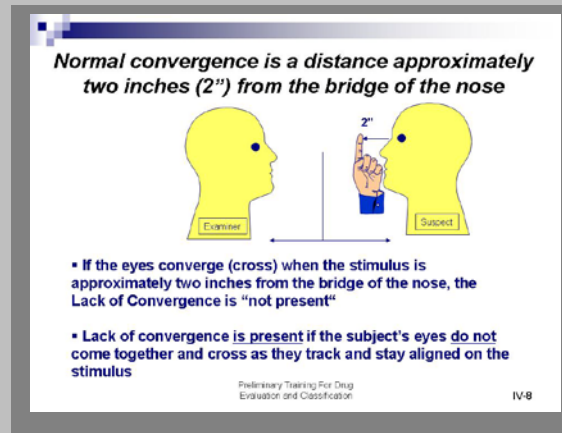 Normal convergence is a distance approximately
two inches (2") from the bridge of the nose
2"
Examiner
Suspect
▪ If the eyes converge (cross) when the stimulus is
approximately two inches from the bridge of the nose, the
Lack of Convergence is “not present“
▪ Lack of convergence is present if the subject's eyes do not
come together and cross as they track and stay aligned on the
stimulus
Preliminary Training For Drug
Evaluation and Classification
IV-8